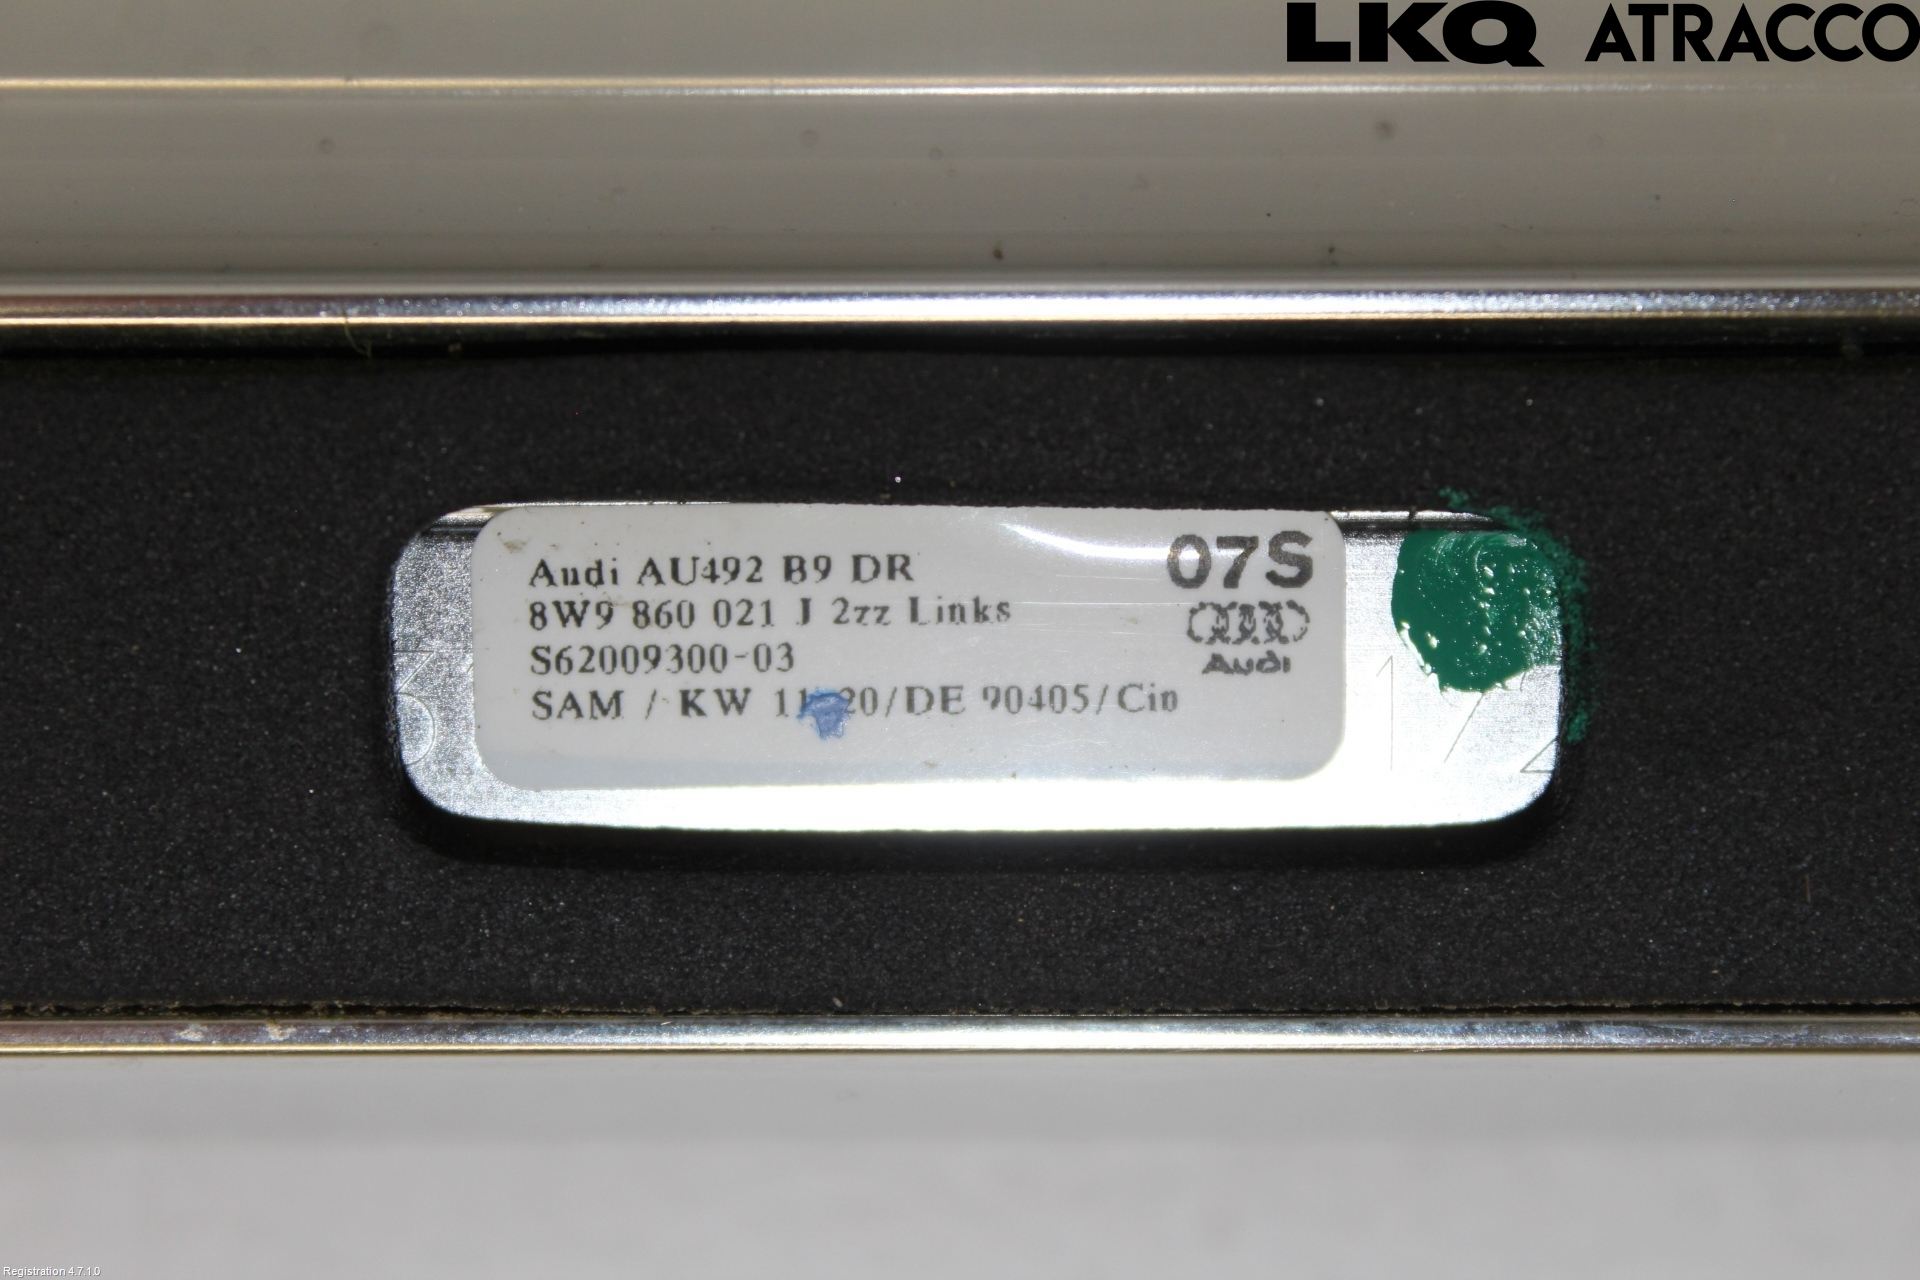 LKQ ATRACCO
Audi AU492 B9 DR
07S
8W9 860 021 J 2zz Links
S62009300-03
Audi
SAM / KW 20/DE 90405/Cin
Registration 4.7.1.0